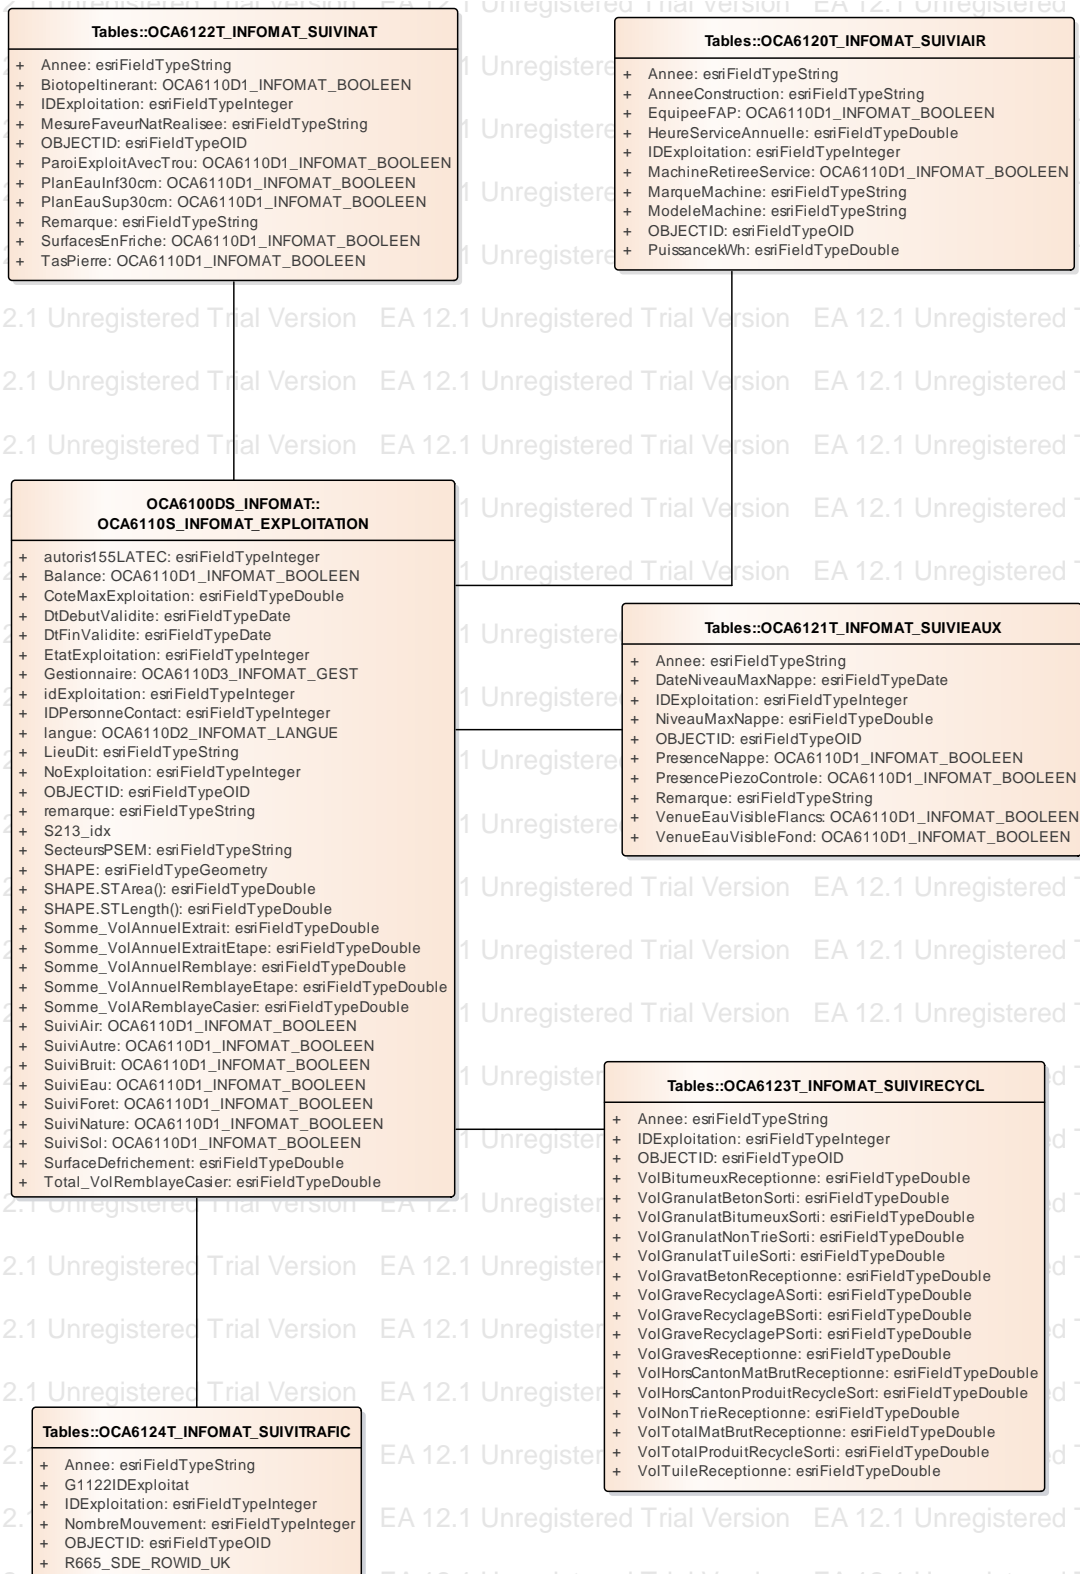 Tables::OCA6122T_INFOMAT_SUIVINAT
+ Annee: esriFieldTypeString
+ BiotopeItinerant: OCA6110D1_INFOMAT_BOOLEEN
+ IDExploitation: esriFieldTypeInteger
+ MesureFaveurNatRealisee: esriFieldTypeString
+ OBJECTID: esriFieldTypeOID
+ ParoiExploitAvecTrou: OCA6110D1_INFOMAT_BOOLEEN
+ PlanEauInf30cm: OCA6110D1_INFOMAT_BOOLEEN
+ PlanEauSup30cm: OCA6110D1_INFOMAT_BOOLEEN
+ Remarque: esriFieldTypeString
+ SurfacesEnFriche: OCA6110D1_INFOMAT_BOOLEEN
+ TasPierre: OCA6110D1_INFOMAT_BOOLEEN
Tables::OCA6120T_INFOMAT_SUIVIAIR
+ Annee: esriFieldTypeString
+ AnneeConstruction: esriFieldTypeString
+ EquipeeFAP: OCA6110D1_INFOMAT_BOOLEEN
+ HeureServiceAnnuelle: esriFieldTypeDouble
+ IDExploitation: esriFieldTypeInteger
+ MachineRetireeService: OCA6110D1_INFOMAT_BOOLEEN
+ MarqueMachine: esriFieldTypeString
+ ModeleMachine: esriFieldTypeString
+ OBJECTID: esriFieldTypeOID
+ PuissancekWh: esriFieldTypeDouble
OCA6100DS_INFOMAT::
OCA6110S_INFOMAT_EXPLOITATION
+ autoris155LATEC: esriFieldTypeInteger
+ Balance: OCA6110D1_INFOMAT_BOOLEEN
+ CoteMaxExploitation: esriFieldTypeDouble
+ DtDebutValidite: esriFieldTypeDate
+ DtFinValidite: esriFieldTypeDate
+ EtatExploitation: esriFieldTypeInteger
+ Gestionnaire: OCA6110D3_INFOMAT_GEST
+ idExploitation: esriFieldTypeInteger
+ IDPersonneContact: esriFieldTypeInteger
+ langue: OCA6110D2_INFOMAT_LANGUE
+ LieuDit: esriFieldTypeString
+ NoExploitation: esriFieldTypeInteger
+ OBJECTID: esriFieldTypeOID
+ remarque: esriFieldTypeString
+ S213_idx
+ SecteursPSEM: esriFieldTypeString
+ SHAPE: esriFieldTypeGeometry
+ SHAPE.STArea(): esriFieldTypeDouble
+ SHAPE.STLength(): esriFieldTypeDouble
+ Somme_VolAnnuelExtrait: esriFieldTypeDouble
+ Somme_VolAnnuelExtraitEtape: esriFieldTypeDouble
+ Somme_VolAnnuelRemblaye: esriFieldTypeDouble
+ Somme_VolAnnuelRemblayeEtape: esriFieldTypeDouble
+ Somme_VolARemblayeCasier: esriFieldTypeDouble
+ SuiviAir: OCA6110D1_INFOMAT_BOOLEEN
+ SuiviAutre: OCA6110D1_INFOMAT_BOOLEEN
+ SuiviBruit: OCA6110D1_INFOMAT_BOOLEEN
+ SuiviEau: OCA6110D1_INFOMAT_BOOLEEN
+ SuiviForet: OCA6110D1_INFOMAT_BOOLEEN
+ SuiviNature: OCA6110D1_INFOMAT_BOOLEEN
+ SuiviSol: OCA6110D1_INFOMAT_BOOLEEN
+ SurfaceDefrichement: esriFieldTypeDouble
+ Total_VolRemblayeCasier: esriFieldTypeDouble
Tables::OCA6121T_INFOMAT_SUIVIEAUX
+ Annee: esriFieldTypeString
+ DateNiveauMaxNappe: esriFieldTypeDate
+ IDExploitation: esriFieldTypeInteger
+ NiveauMaxNappe: esriFieldTypeDouble
+ OBJECTID: esriFieldTypeOID
+ PresenceNappe: OCA6110D1_INFOMAT_BOOLEEN
+ PresencePiezoControle: OCA6110D1_INFOMAT_BOOLEEN
+ Remarque: esriFieldTypeString
+ VenueEauVisibleFlancs: OCA6110D1_INFOMAT_BOOLEEN
+ VenueEauVisibleFond: OCA6110D1_INFOMAT_BOOLEEN
Tables::OCA6123T_INFOMAT_SUIVIRECYCL
+ Annee: esriFieldTypeString
+ IDExploitation: esriFieldTypeInteger
+ OBJECTID: esriFieldTypeOID
+ VolBitumeuxReceptionne: esriFieldTypeDouble
+ VolGranulatBetonSorti: esriFieldTypeDouble
+ VolGranulatBitumeuxSorti: esriFieldTypeDouble
+ VolGranulatNonTrieSorti: esriFieldTypeDouble
+ VolGranulatTuileSorti: esriFieldTypeDouble
+ VolGravatBetonReceptionne: esriFieldTypeDouble
+ VolGraveRecyclageASorti: esriFieldTypeDouble
+ VolGraveRecyclageBSorti: esriFieldTypeDouble
+ VolGraveRecyclagePSorti: esriFieldTypeDouble
+ VolGravesReceptionne: esriFieldTypeDouble
+ VolHorsCantonMatBrutReceptionne: esriFieldTypeDouble
+ VolHorsCantonProduitRecycleSort: esriFieldTypeDouble
+ VolNonTrieReceptionne: esriFieldTypeDouble
+ VolTotalMatBrutReceptionne: esriFieldTypeDouble
+ VolTotalProduitRecycleSorti: esriFieldTypeDouble
+ VolTuileReceptionne: esriFieldTypeDouble
Tables::OCA6124T_INFOMAT_SUIVITRAFIC
+ Annee: esriFieldTypeString
+ G1122IDExploitat
+ IDExploitation: esriFieldTypeInteger
+ NombreMouvement: esriFieldTypeInteger
+ OBJECTID: esriFieldTypeOID
+ R665_SDE_ROWID_UK